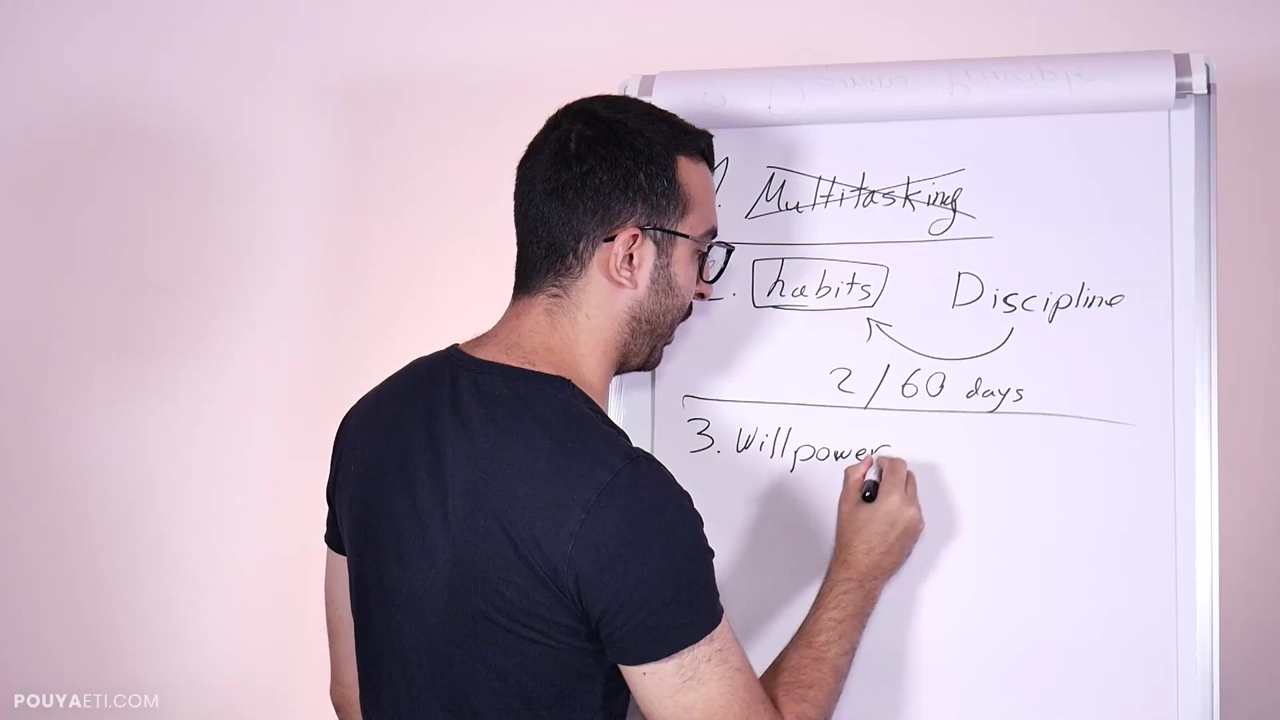 1. Multitasking
2. habits Discipline
2/60 days
3. Willpower
POUYAETI.COM